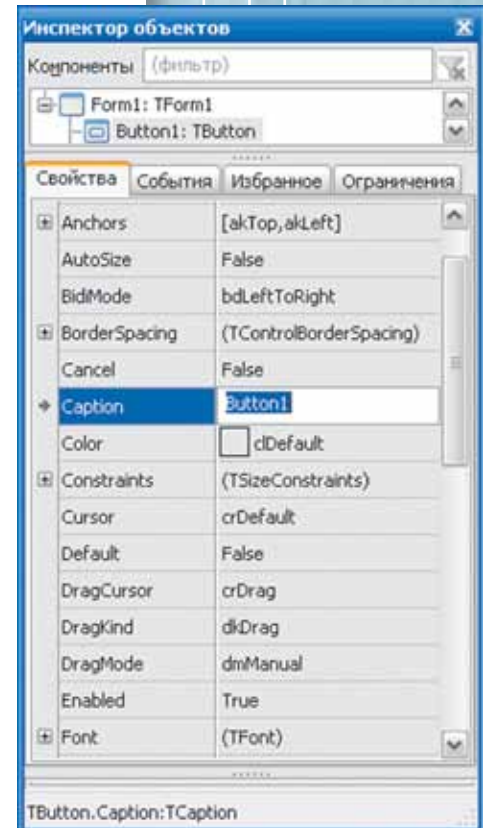 Инспектор объектов
Компоненты (фильтр)
Form1: TForm1
Button1: TButton
Свойства События Избранное Ограничения
Anchors [akTop,akLeft]
AutoSize False
BidiMode bdLeftToRight
BorderSpacing (TControlBorderSpacing)
Cancel False
Caption Button1
Color clDefault
Constraints (TSizeConstraints)
Cursor crDefault
Default False
DragCursor crDrag
DragKind dkDrag
DragMode dmManual
Enabled True
Font (TFont)
TButton.Caption:TCaption